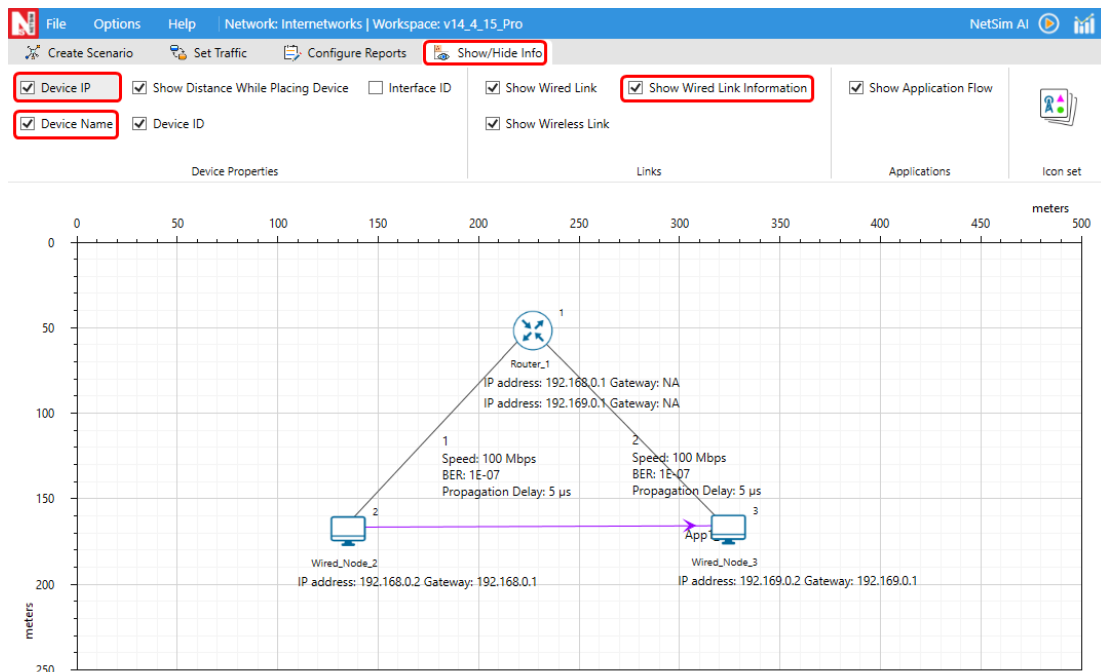 File Options Help Network: Internetworks | Workspace: v14_4_15_Pro NetSim AI
Create Scenario Set Traffic Configure Reports Show/Hide Info
Device IP Show Distance While Placing Device Interface ID Show Wired Link Show Wired Link Information Show Application Flow
Device Name Device ID Show Wireless Link
Device Properties Links Applications Icon set
meters
0 50 100 150 200 250 300 350 400 450 500
0
1
50
Router_1
IP address: 192.168.0.1 Gateway: NA
IP address: 192.169.0.1 Gateway: NA
100
1
Speed: 100 Mbps
BER: 1E-07
Propagation Delay: 5 µs
2
Speed: 100 Mbps
BER: 1E-07
Propagation Delay: 5 µs
150
2
3
Wired_Node_2
IP address: 192.168.0.2 Gateway: 192.168.0.1
Wired_Node_3
IP address: 192.169.0.2 Gateway: 192.169.0.1
200
meters
250